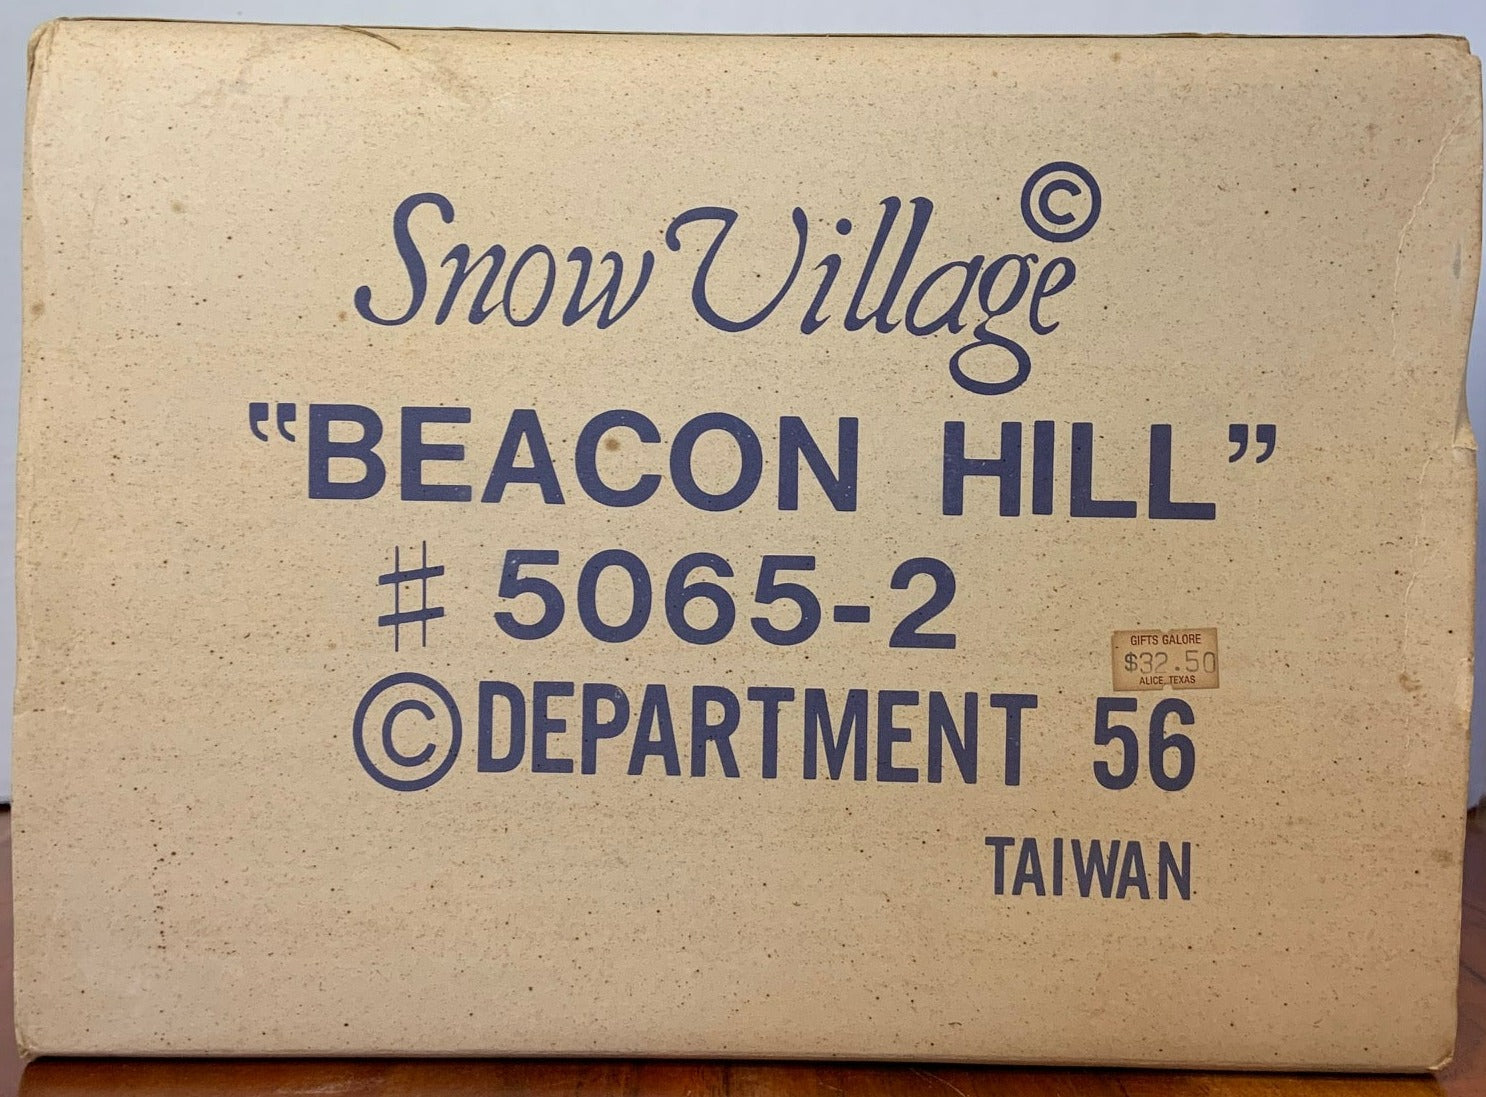 Snow Village ©
“BEACON HILL”
# 5065-2
GIFTS GALORE
$32.50
ALICE, TEXAS
© DEPARTMENT 56
TAIWAN